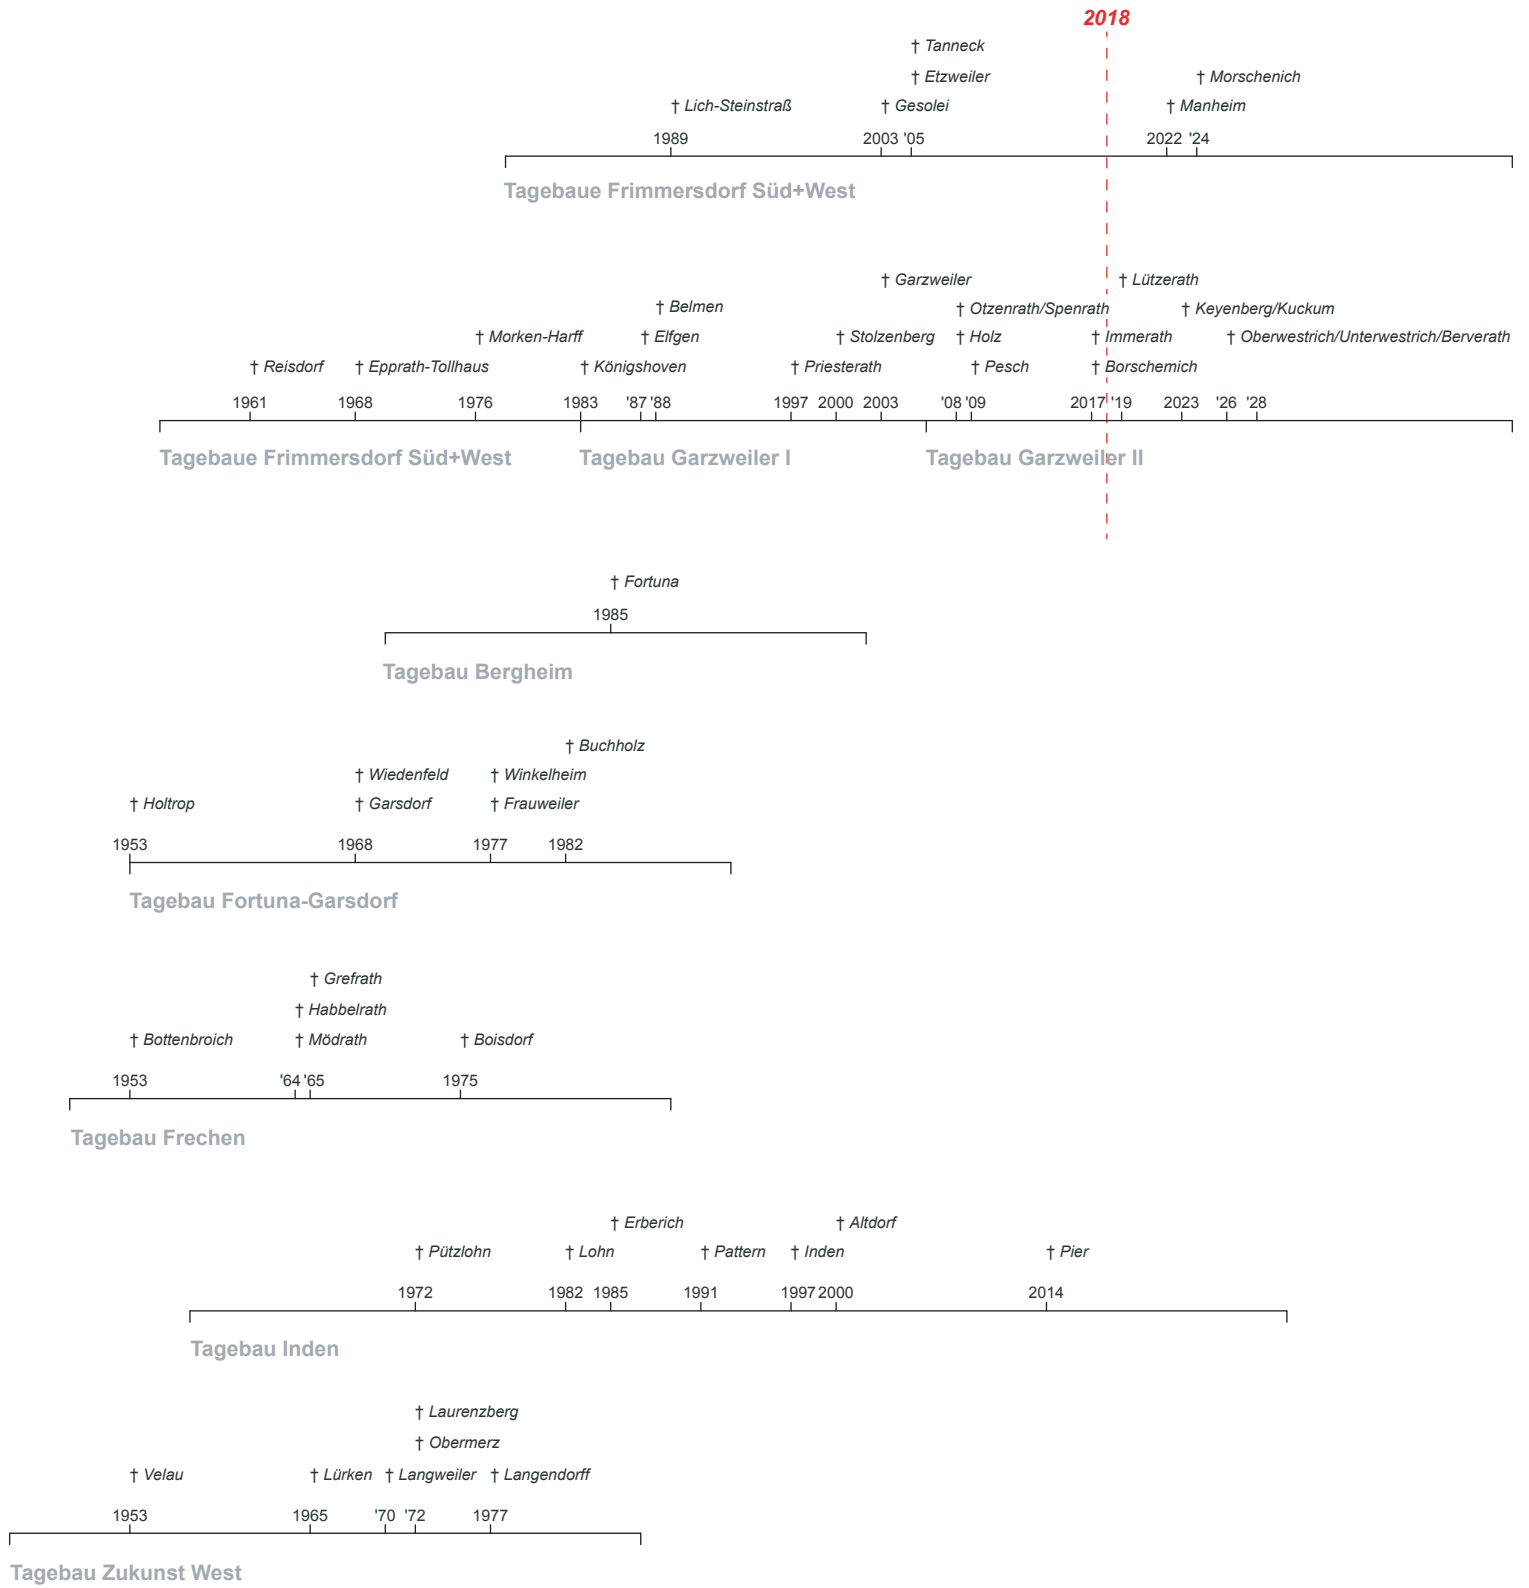 2018
† Tanneck
† Etzweiler † Morschenich
† Lich-Steinstraß † Gesolei † Manheim
1989 2003 '05 2022 '24
Tagebaue Frimmersdorf Süd+West
† Garzweiler † Lützerath
† Belmen † Otzenrath/Spenrath † Keyenberg/Kuckum
† Morken-Harff † Elfgen † Stolzenberg † Holz † Immerath † Oberwestrich/Unterwestrich/Berverath
† Reisdorf † Epprath-Tollhaus † Königshoven † Priesterath † Pesch † Borschemich
1961 1968 1976 1983 '87 '88 1997 2000 2003 '08 '09 2017 '19 2023 '26 '28
Tagebaue Frimmersdorf Süd+West Tagebau Garzweiler I Tagebau Garzweiler II
† Fortuna
1985
Tagebau Bergheim
† Buchholz
† Wiedenfeld † Winkelheim
† Holtrop † Garsdorf † Frauweiler
1953 1968 1977 1982
Tagebau Fortuna-Garsdorf
† Grefrath
† Habbelrath
† Bottenbroich † Mödrath † Boisdorf
1953 '64 '65 1975
Tagebau Frechen
† Erberich † Altdorf
† Pützlohn † Lohn † Pattern † Inden † Pier
1972 1982 1985 1991 1997 2000 2014
Tagebau Inden
† Laurenzberg
† Obermerz
† Velau † Lürken † Langweiler † Langendorff
1953 1965 '70 '72 1977
Tagebau Zukunst West